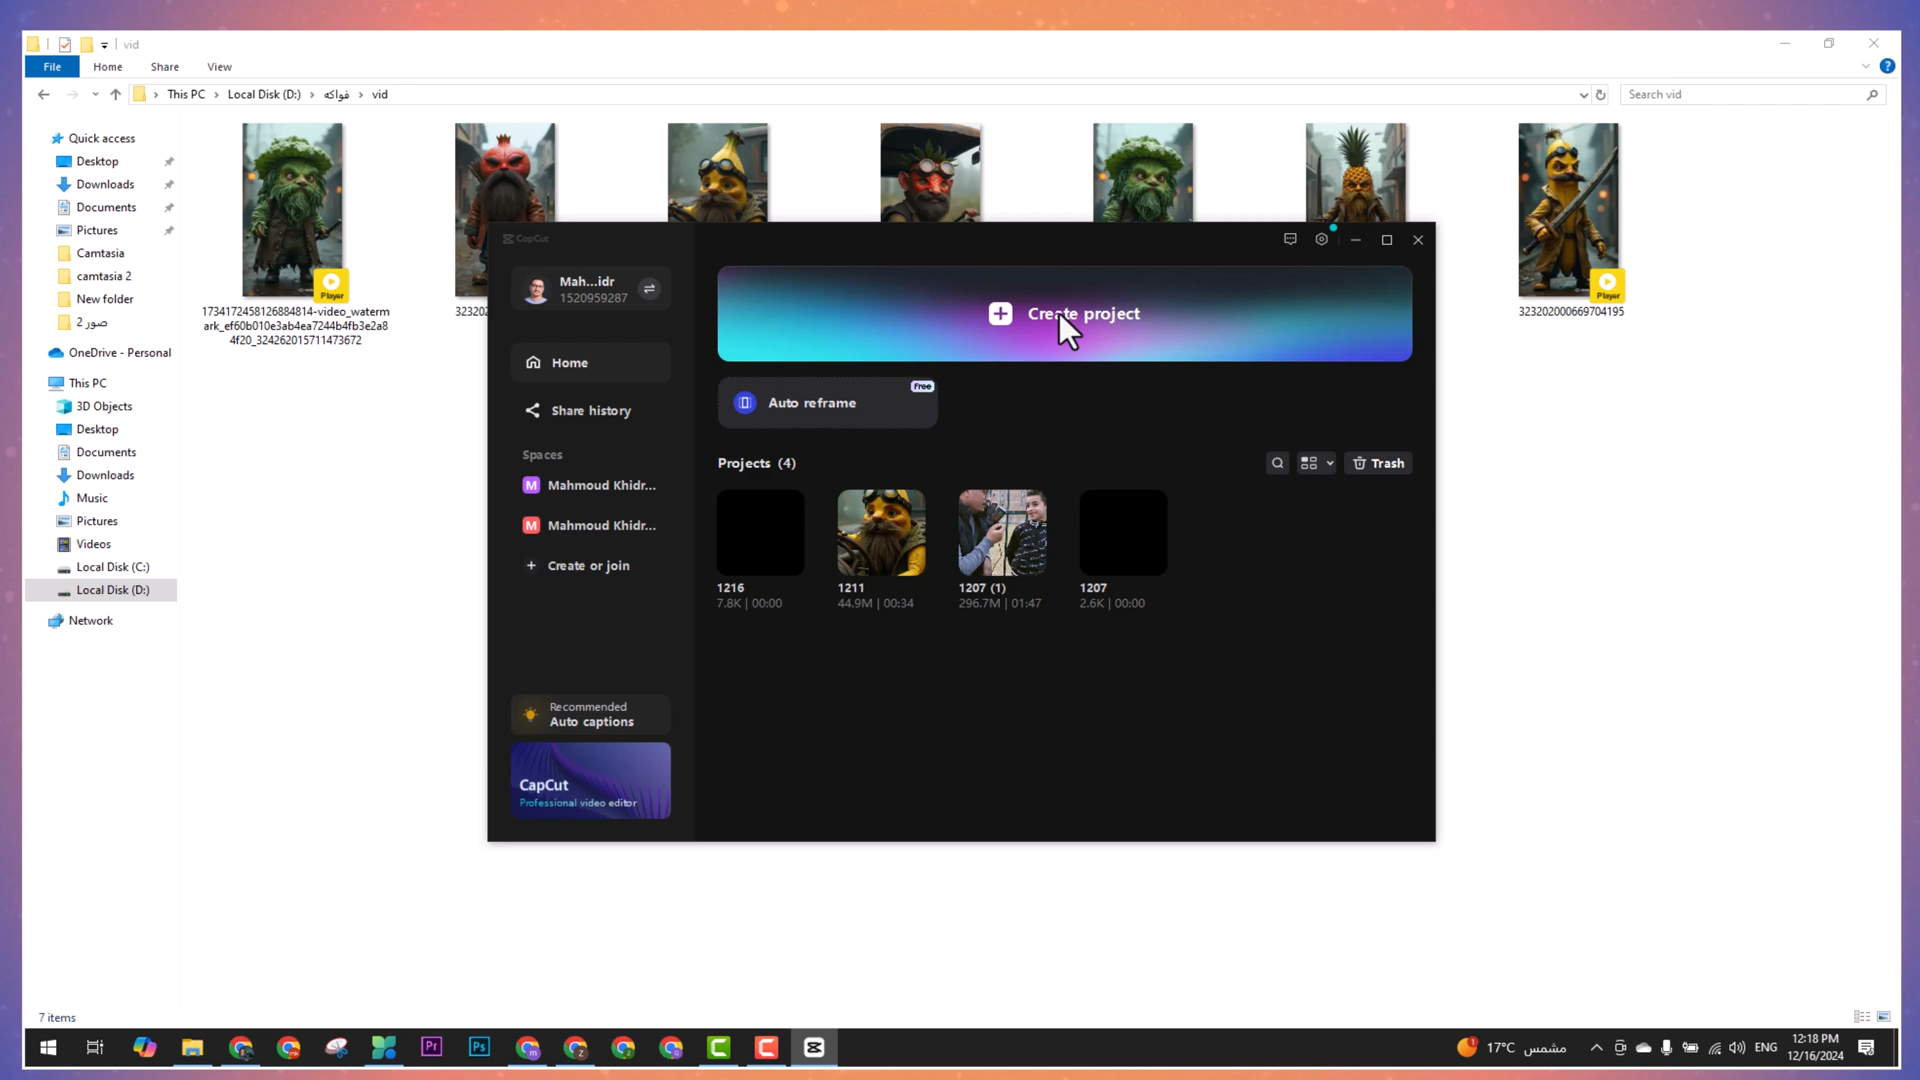 vid
File
Home
Share
View
This PC
Local Disk (D:)
فواكه
vid
Search vid
Quick access
Desktop
Downloads
Documents
Pictures
Camtasia
camtasia 2
New folder
صور 2
OneDrive - Personal
This PC
3D Objects
Desktop
Documents
Downloads
Music
Pictures
Videos
Local Disk (C:)
Local Disk (D:)
Network
Player
1734172458126884814-video_waterm
ark_ef60b010e3ab4ea7244b4fb3e2a8
4f20_324262015711473672
32320
Player
323202000669704195
CapCut
Mah...idr
1520959287
Home
Share history
Spaces
M
Mahmoud Khidr...
M
Mahmoud Khidr...
Create or join
Recommended
Auto captions
CapCut
Professional video editor
Create project
Free
Auto reframe
Projects (4)
Trash
1216
7.8K | 00:00
1211
44.9M | 00:34
1207 (1)
296.7M | 01:47
1207
2.6K | 00:00
7 items
Pr
Ps
17°C مشمس
ENG
12:18 PM
12/16/2024